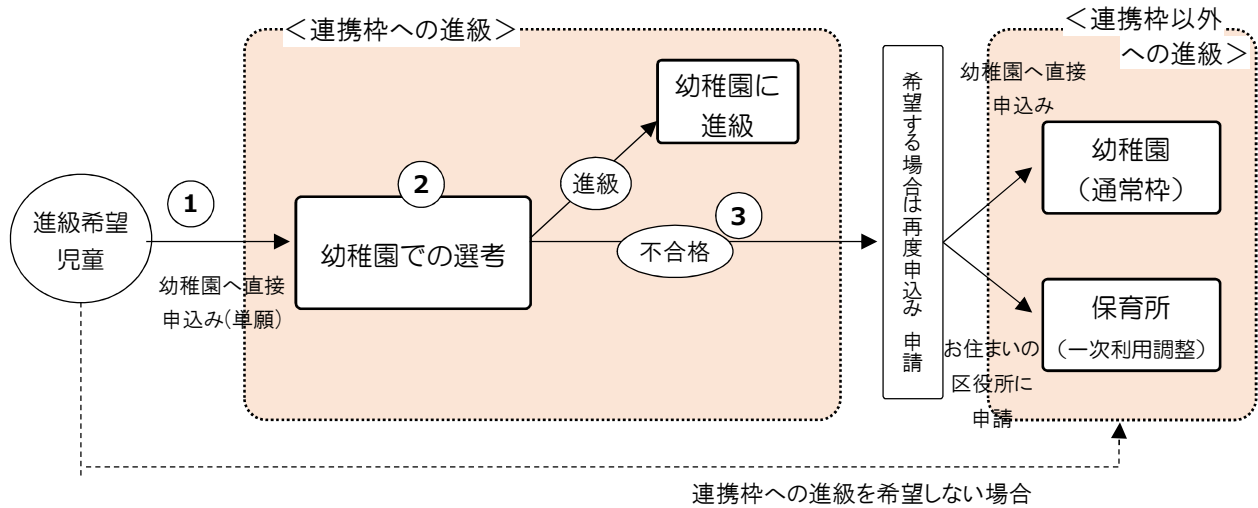 ＜連携枠への進級＞
＜連携枠以外
への進級＞
進級希望
児童
1
幼稚園へ直接
申込み(単願)
2
幼稚園での選考
進級
幼稚園に
進級
3
不合格
希望する場合は再度申込み　申請
幼稚園へ直接
申込み
幼稚園
（通常枠）
お住まいの
区役所に
申請
保育所
（一次利用調整）
連携枠への進級を希望しない場合